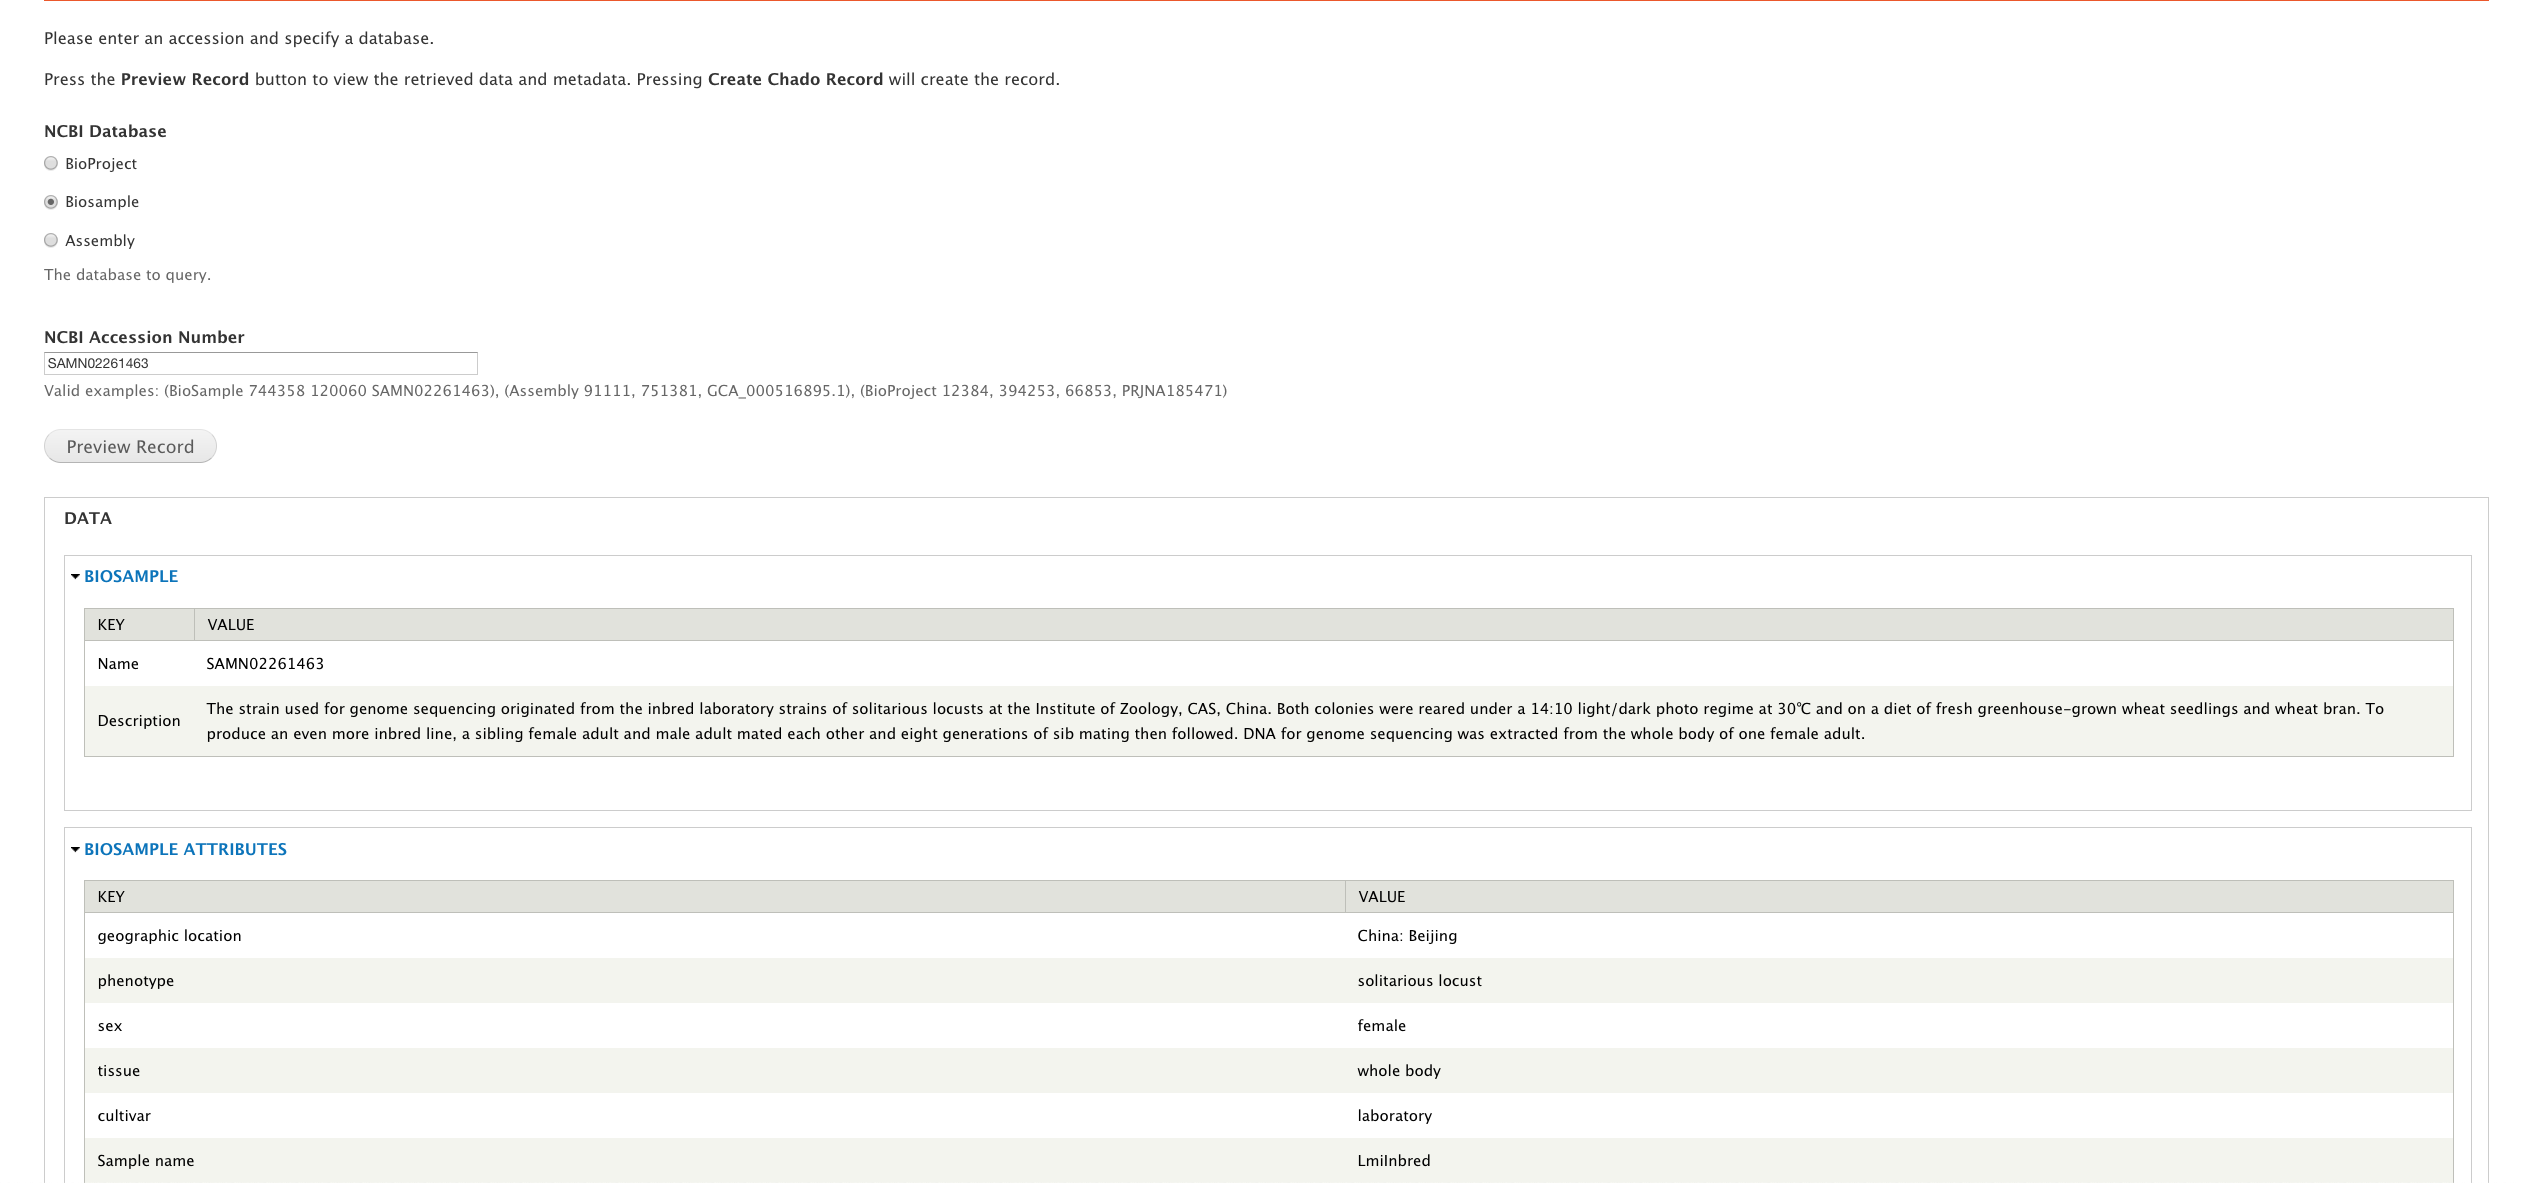 Please enter an accession and specify a database.
Press the Preview Record button to view the retrieved data and metadata. Pressing Create Chado Record will create the record.
NCBI Database
BioProject
Biosample
Assembly
The database to query.
NCBI Accession Number
SAMN02261463
Valid examples: (BioSample 744358 120060 SAMN02261463), (Assembly 91111, 751381, GCA_000516895.1), (BioProject 12384, 394253, 66853, PRJNA185471)
Preview Record
DATA
BIOSAMPLE
KEY VALUE
Name SAMN02261463
Description The strain used for genome sequencing originated from the inbred laboratory strains of solitarious locusts at the Institute of Zoology, CAS, China. Both colonies were reared under a 14:10 light/dark photo regime at 30℃ and on a diet of fresh greenhouse-grown wheat seedlings and wheat bran. To
produce an even more inbred line, a sibling female adult and male adult mated each other and eight generations of sib mating then followed. DNA for genome sequencing was extracted from the whole body of one female adult.
BIOSAMPLE ATTRIBUTES
KEY VALUE
geographic location China: Beijing
phenotype solitarious locust
sex female
tissue whole body
cultivar laboratory
Sample name LmiInbred